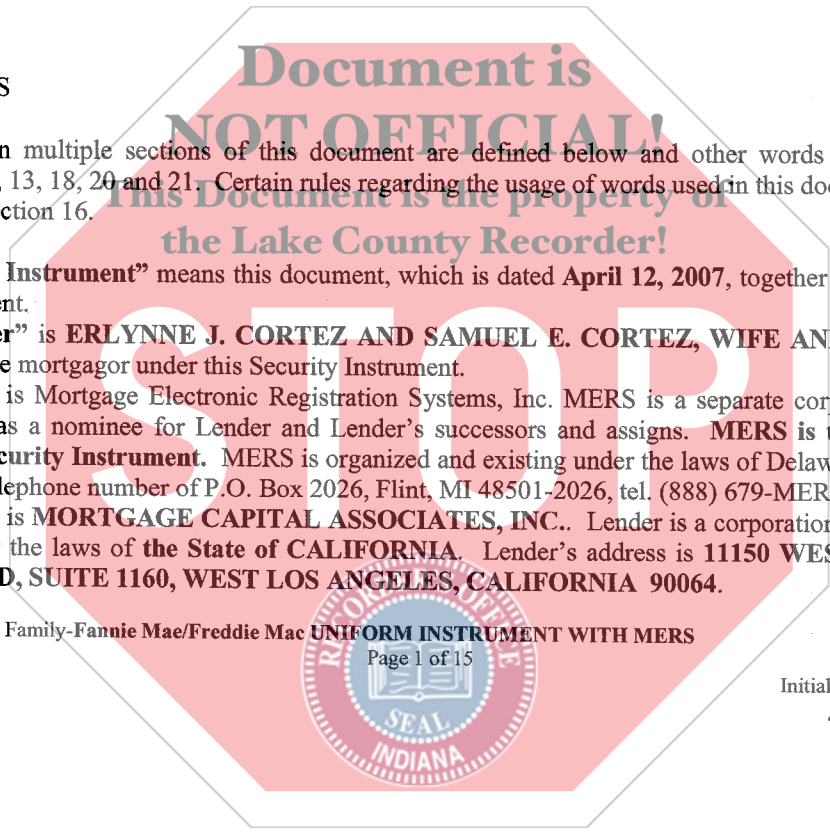 Document is
NOT OFFICIAL!
This Document is the property of
the Lake County Recorder!
STOP
S
n multiple sections of this document are defined below and other words
, 13, 18, 20 and 21. Certain rules regarding the usage of words used in this doc
ction 16.
Instrument” means this document, which is dated April 12, 2007, together
ent.
er” is ERLYNNE J. CORTEZ AND SAMUEL E. CORTEZ, WIFE AN
e mortgagor under this Security Instrument.
is Mortgage Electronic Registration Systems, Inc. MERS is a separate cor
as a nominee for Lender and Lender’s successors and assigns. MERS is t
curity Instrument. MERS is organized and existing under the laws of Delaw
lephone number of P.O. Box 2026, Flint, MI 48501-2026, tel. (888) 679-MER
is MORTGAGE CAPITAL ASSOCIATES, INC.. Lender is a corporation
the laws of the State of CALIFORNIA. Lender’s address is 11150 WES
D, SUITE 1160, WEST LOS ANGELES, CALIFORNIA 90064.
Family-Fannie Mae/Freddie Mac UNIFORM INSTRUMENT WITH MERS
Page 1 of 15
Initial
RECORDER'S OFFICE
SEAL
INDIANA